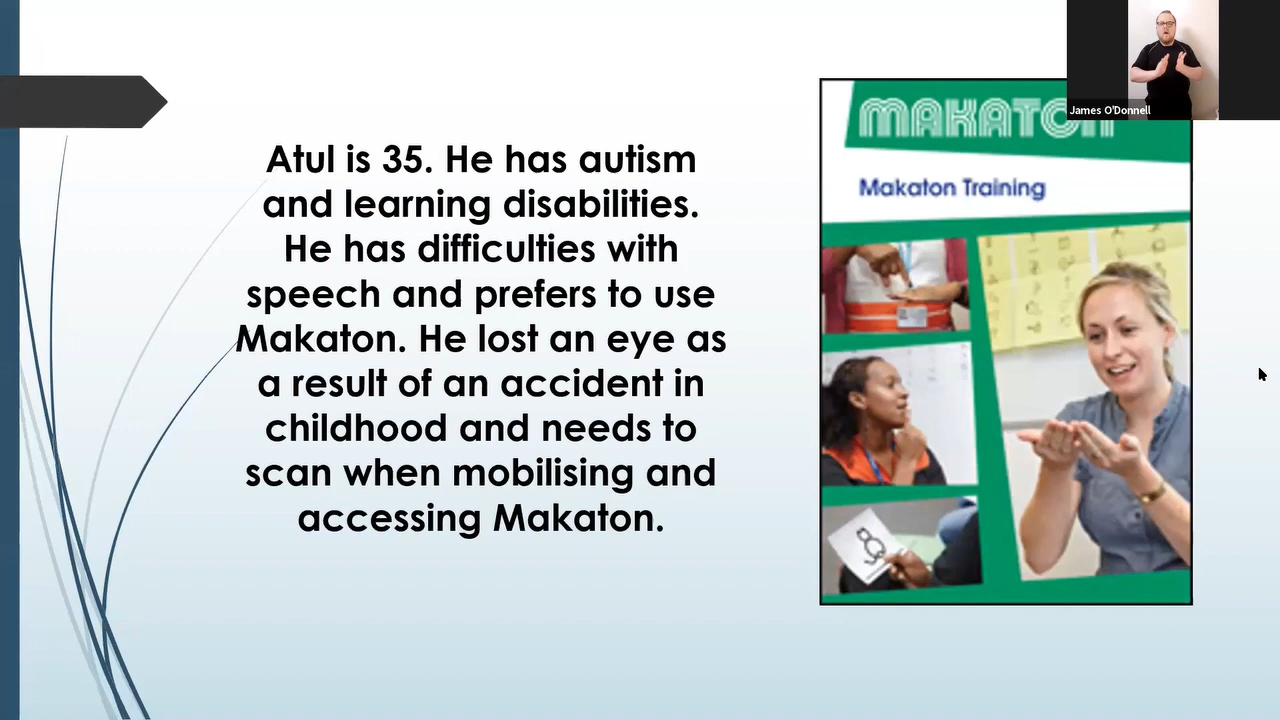 Atul is 35. He has autism
and learning disabilities.
He has difficulties with
speech and prefers to use
Makaton. He lost an eye as
a result of an accident in
childhood and needs to
scan when mobilising and
accessing Makaton.
MAKATON
Makaton Training
James O'Donnell